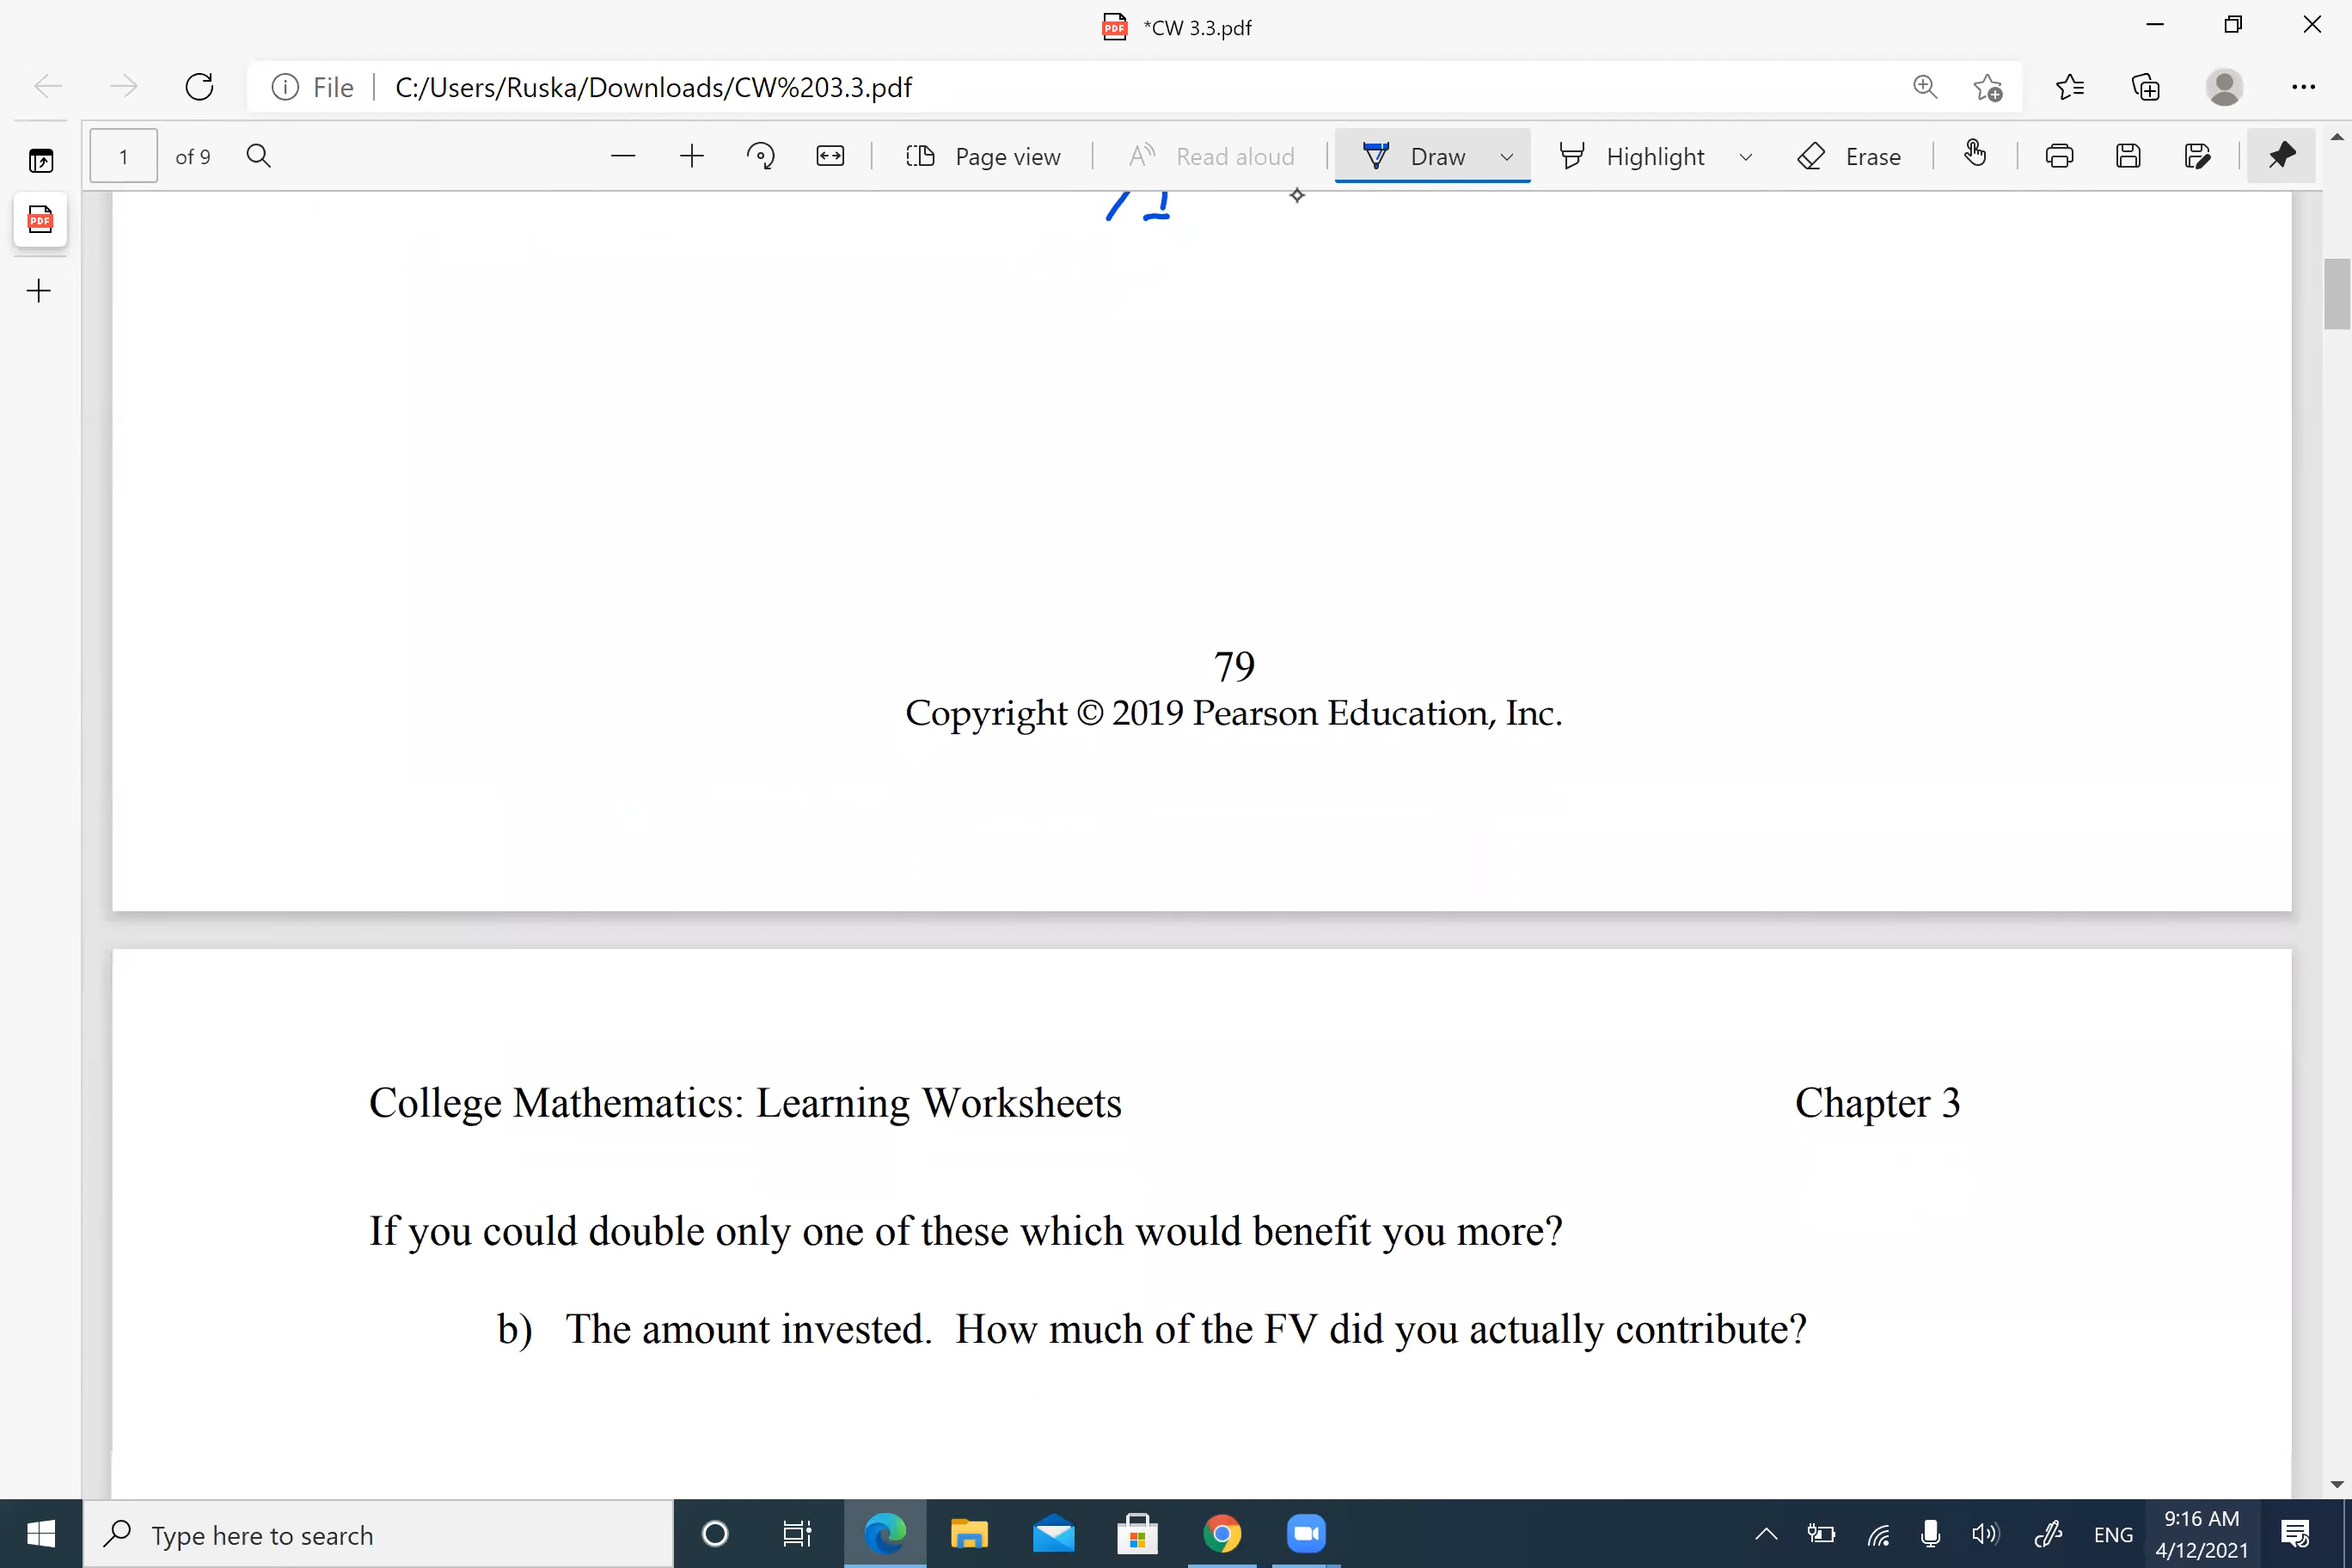 *CW 3.3.pdf
File
C:/Users/Ruska/Downloads/CW%203.3.pdf
1 of 9
Page view
Read aloud
Draw
Highlight
Erase
79
Copyright © 2019 Pearson Education, Inc.
College Mathematics: Learning Worksheets Chapter 3
If you could double only one of these which would benefit you more?
b) The amount invested. How much of the FV did you actually contribute?
Type here to search
ENG
9:16 AM
4/12/2021